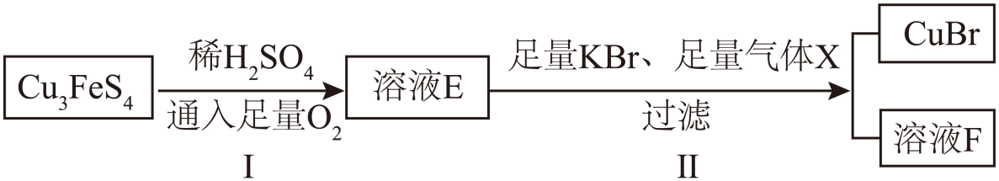 Cu₃FeS₄
稀H₂SO₄
通入足量O₂
I
溶液E
足量KBr、足量气体X
过滤
II
CuBr
溶液F